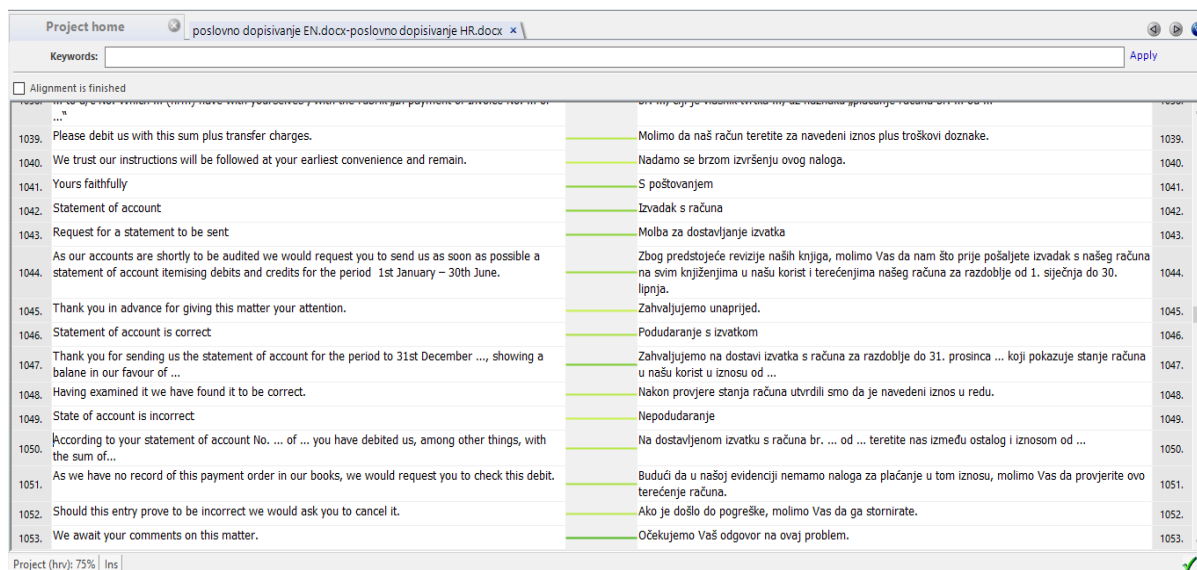 Project home
poslovno dopisivanje EN.docx-poslovno dopisivanje HR.docx ×
Keywords:
Apply
Alignment is finished
..."
1039. Please debit us with this sum plus transfer charges. Molimo da naš račun teretite za navedeni iznos plus troškovi doznake. 1039.
1040. We trust our instructions will be followed at your earliest convenience and remain. Nadamo se brzom izvršenju ovog naloga. 1040.
1041. Yours faithfully S poštovanjem 1041.
1042. Statement of account Izvadak s računa 1042.
1043. Request for a statement to be sent Molba za dostavljanje izvatka 1043.
1044. As our accounts are shortly to be audited we would request you to send us as soon as possible a
statement of account itemising debits and credits for the period 1st January – 30th June.
Zbog predstojeće revizije naših knjiga, molimo Vas da nam što prije pošaljete izvadak s našeg računa
na svim knjiženjima u našu korist i terećenjima našeg računa za razdoblje od 1. siječnja do 30.
lipnja. 1044.
1045. Thank you in advance for giving this matter your attention. Zahvaljujemo unaprijed. 1045.
1046. Statement of account is correct Podudaranje s izvatkom 1046.
1047. Thank you for sending us the statement of account for the period to 31st December ..., showing a
balane in our favour of ...
Zahvaljujemo na dostavi izvatka s računa za razdoblje do 31. prosinca ... koji pokazuje stanje računa
u našu korist u iznosu od ... 1047.
1048. Having examined it we have found it to be correct. Nakon provjere stanja računa utvrdili smo da je navedeni iznos u redu. 1048.
1049. State of account is incorrect Nepodudaranje 1049.
1050. According to your statement of account No. ... of ... you have debited us, among other things, with
the sum of...
Na dostavljenom izvatku s računa br. ... od ... teretite nas između ostalog i iznosom od ... 1050.
1051. As we have no record of this payment order in our books, we would request you to check this debit.
Budući da u našoj evidenciji nemamo naloga za plaćanje u tom iznosu, molimo Vas da provjerite ovo
terećenje računa. 1051.
1052. Should this entry prove to be incorrect we would ask you to cancel it. Ako je došlo do pogreške, molimo Vas da ga stornirate. 1052.
1053. We await your comments on this matter. Očekujemo Vaš odgovor na ovaj problem. 1053.
Project (hrv): 75% Ins